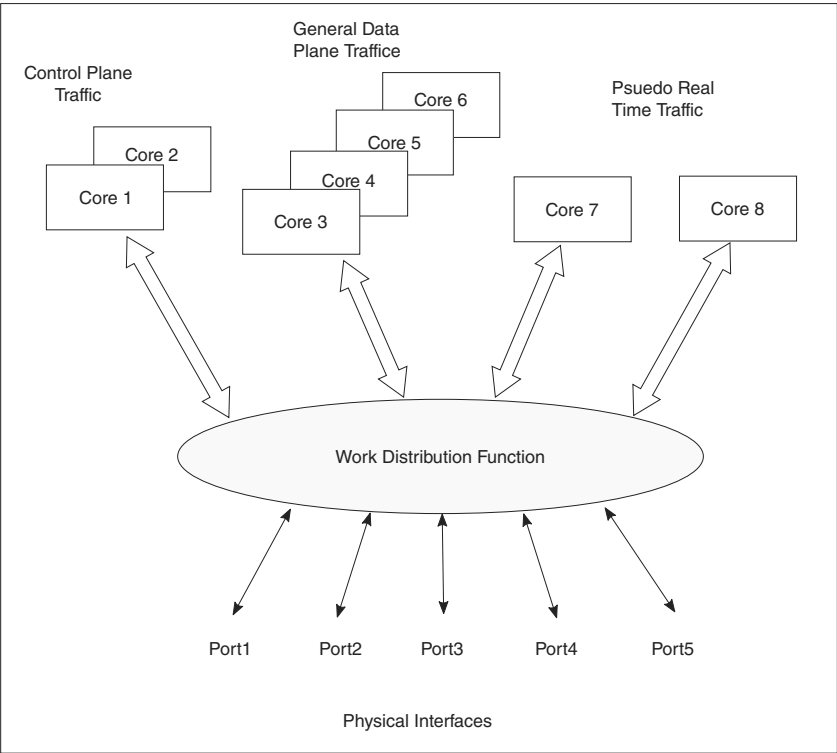 General Data
Plane Traffice
Control Plane
Traffic
Psuedo Real
Time Traffic
Core 6
Core 5
Core 2
Core 4
Core 1
Core 3
Core 7
Core 8
Work Distribution Function
Port1
Port2
Port3
Port4
Port5
Physical Interfaces